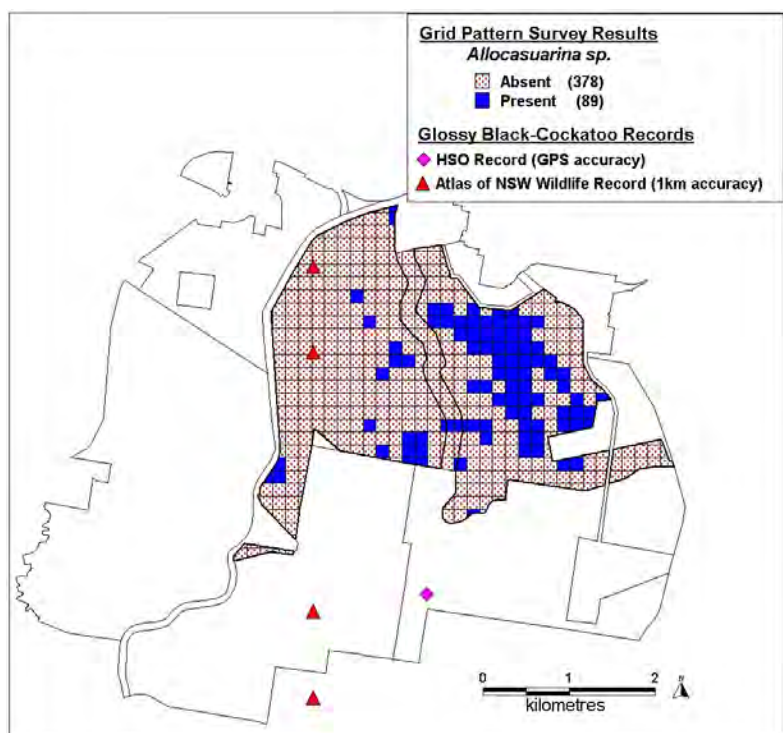 Grid Pattern Survey Results
Allocasuarina sp.
Absent (378)
Present (89)
Glossy Black-Cockatoo Records
HSO Record (GPS accuracy)
Atlas of NSW Wildlife Record (1km accuracy)
0 1 2
kilometres